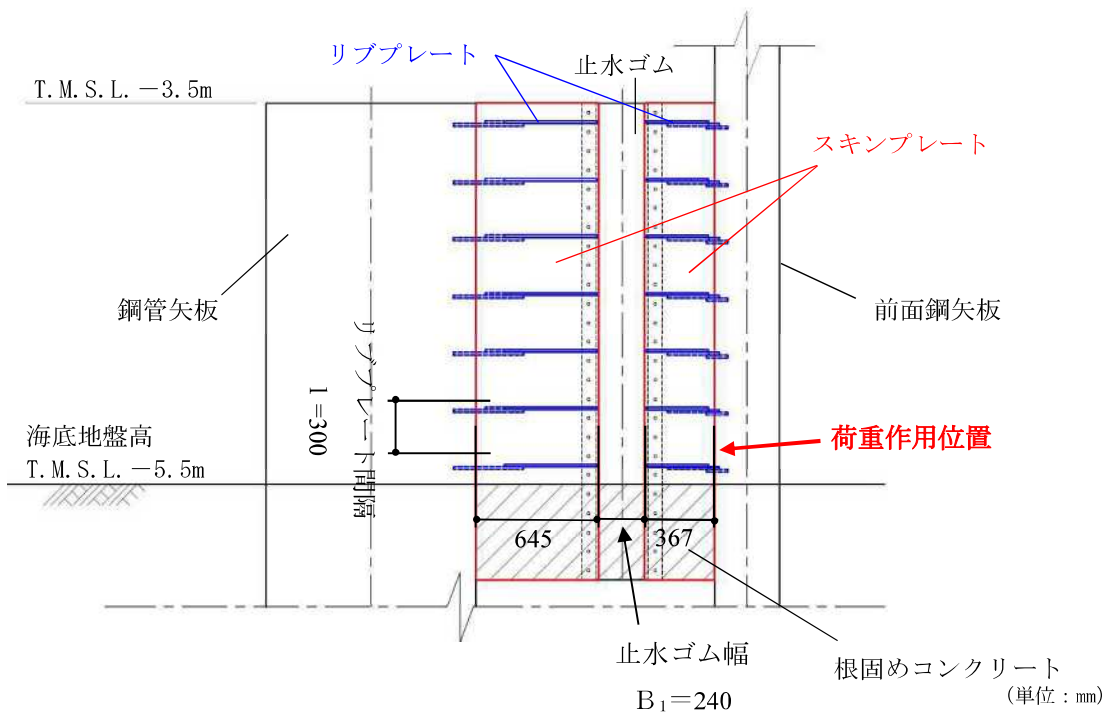 リブプレート
止水ゴム
T.M.S.L.－3.5m
スキンプレート
鋼管矢板
前面鋼矢板
リブプレート間隔
l =300
海底地盤高
T.M.S.L.－5.5m
荷重作用位置
645
367
止水ゴム幅
B₁＝240
根固めコンクリート
(単位：mm)